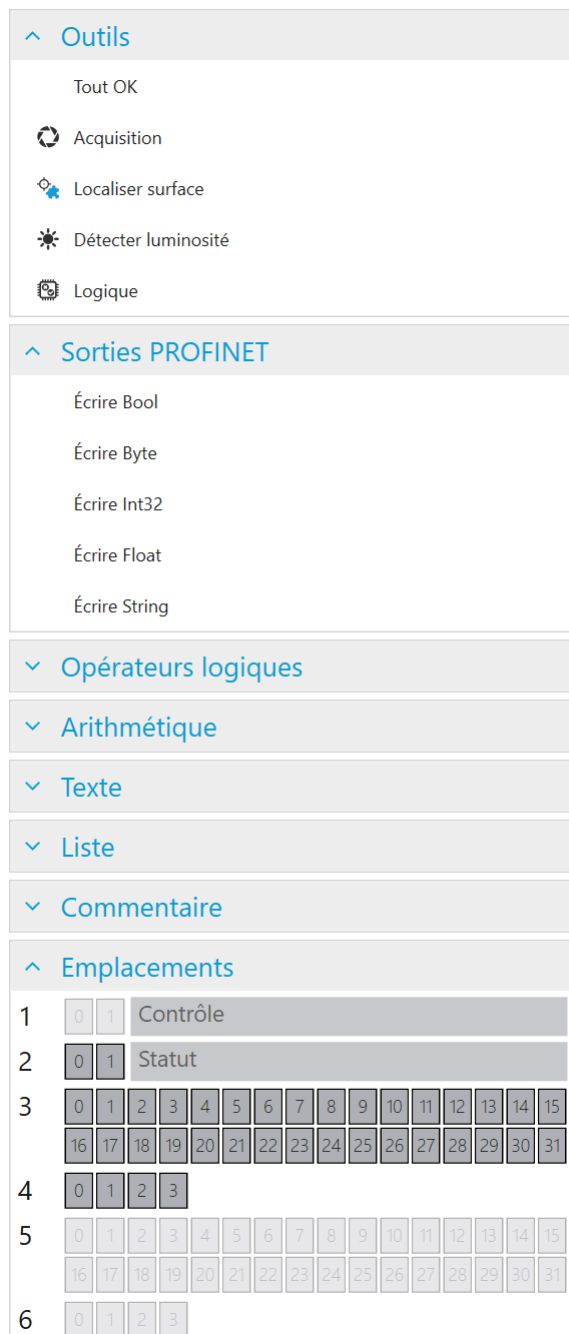 Outils
Tout OK
Acquisition
Localiser surface
Détecter luminosité
Logique
Sorties PROFINET
Écrire Bool
Écrire Byte
Écrire Int32
Écrire Float
Écrire String
Opérateurs logiques
Arithmétique
Texte
Liste
Commentaire
Emplacements
1 0 1 Contrôle
2 0 1 Statut
3 0 1 2 3 4 5 6 7 8 9 10 11 12 13 14 15
16 17 18 19 20 21 22 23 24 25 26 27 28 29 30 31
4 0 1 2 3
5 0 1 2 3 4 5 6 7 8 9 10 11 12 13 14 15
16 17 18 19 20 21 22 23 24 25 26 27 28 29 30 31
6 0 1 2 3